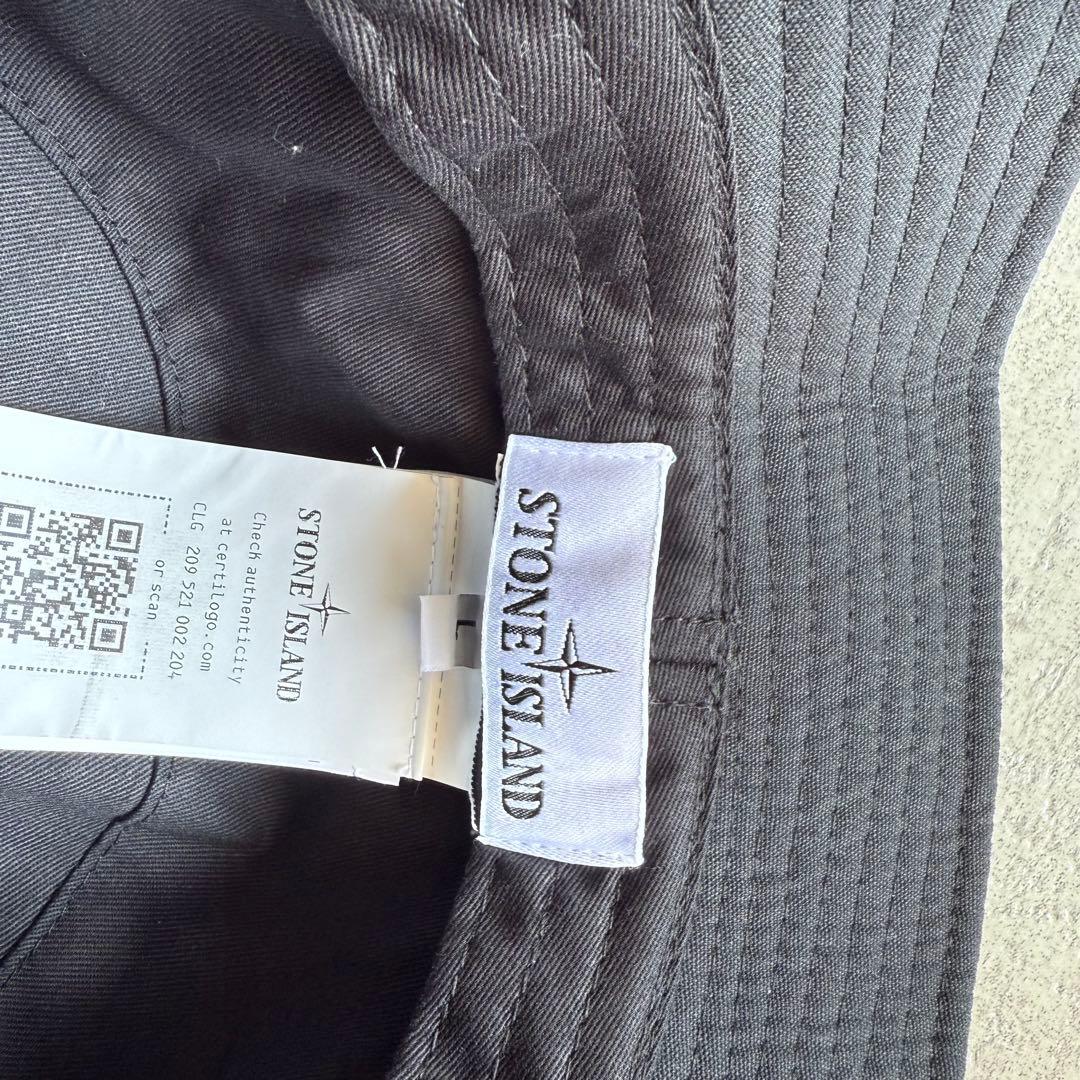 STONE ISLAND
L
STONE ISLAND
Check authenticity
at certilogo.com
CLG 209 521 002 204
or scan